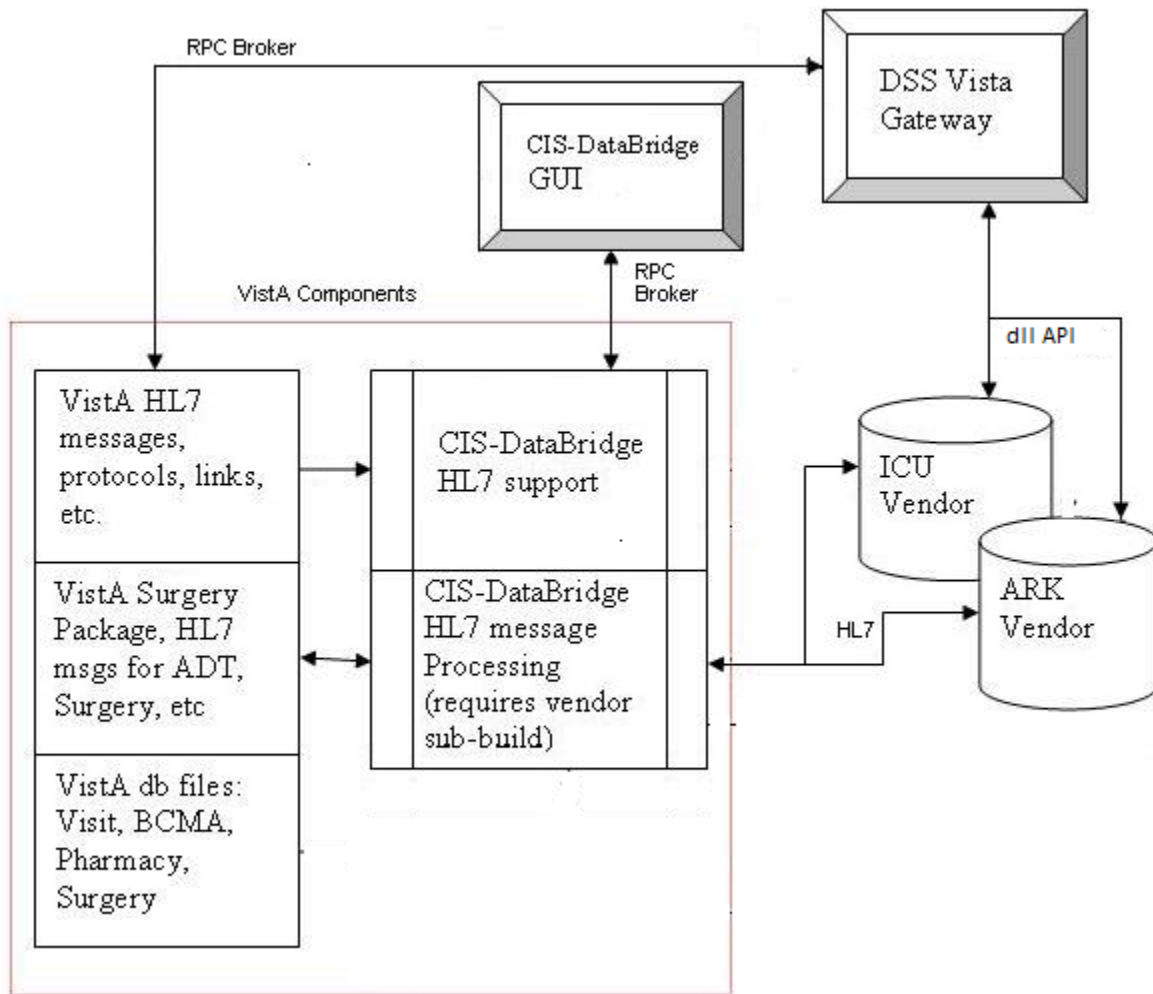 RPC Broker
DSS Vista
Gateway
CIS-DataBridge
GUI
RPC
Broker
VistA Components
dll API
VistA HL7
messages,
protocols, links,
etc.
CIS-DataBridge
HL7 support
ICU
Vendor
VistA Surgery
Package, HL7
msgs for ADT,
Surgery, etc
CIS-DataBridge
HL7 message
Processing
(requires vendor
sub-build)
HL7
ARK
Vendor
VistA db files:
Visit, BCMA,
Pharmacy,
Surgery